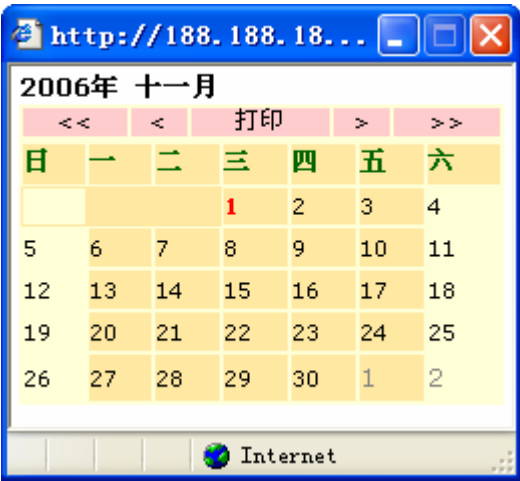 http://188.188.18...
2006年 十一月
<< < 打印 > >>
日 一 二 三 四 五 六
1 2 3 4
5 6 7 8 9 10 11
12 13 14 15 16 17 18
19 20 21 22 23 24 25
26 27 28 29 30 1 2
Internet